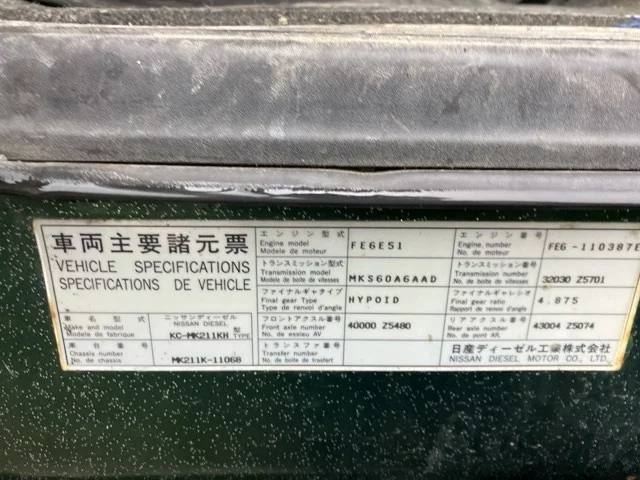 車両主要諸元票
VEHICLE SPECIFICATIONS
SPECIFICATIONS DE VEHICLE
車名型式
Make and model
Modele de fabrique
ニッサンディーゼル
NISSAN DIESEL
KC-MK211KH 型 TYPE
車台番号
Chassis number
No. de chassis
MK211K-11068
エンジン型式
Engine model
Modele de moteur
FE6E51
エンジン番号
Engine number
No. de moteur
FE6-110387E
トランスミッション型式
Transmission model
Modele de boite de vitesses
MKS60A6AAD
トランスミッション番号
Transmission number
No. de boite de vitesses
32030 Z5701
ファイナルギヤタイプ
Final gear Type
Type de renvoi d'angle
HYPOID
ファイナルギャレシオ
Final gear ratio
Rapport de renvoi d'angle
4.875
フロントアクスル番号
Front axle number
No. d'essieu AV
40000 Z5480
リアアクスル番号
Rear axle number
No. de pont AR.
43004 Z5074
トランスファ番号
Transfer number
No. de boite de trasfert
日産ディーゼル工業株式会社
NISSAN DIESEL MOTOR CO., LTD.